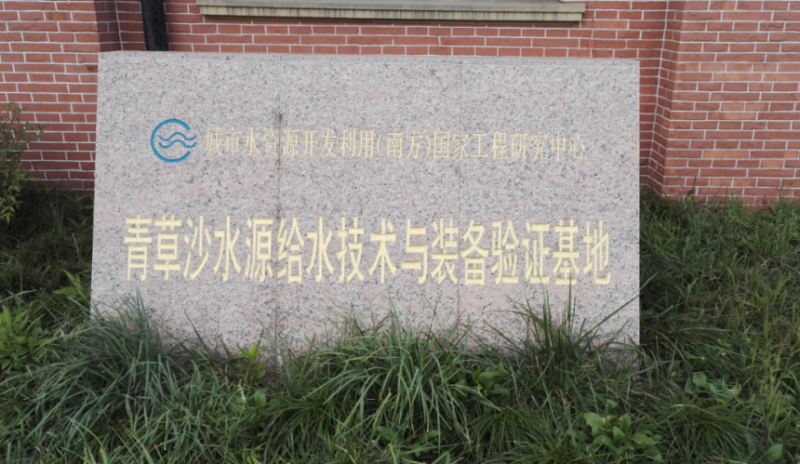 城市水资源开发利用(南方)国家工程研究中心
青草沙水源给水技术与装备验证基地